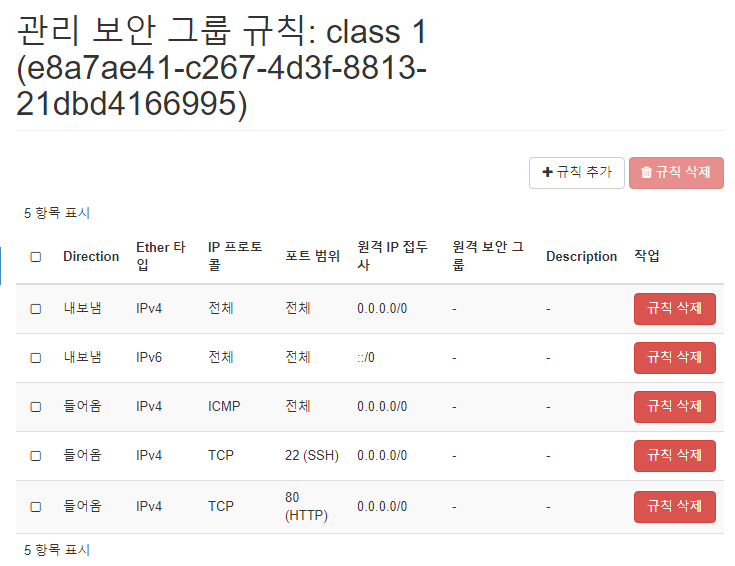 관리 보안 그룹 규칙: class 1
(e8a7ae41-c267-4d3f-8813-
21dbd4166995)
규칙 추가 규칙 삭제
5 항목 표시
Direction Ether 타입 IP 프로토콜 포트 범위 원격 IP 접두사 원격 보안 그룹 Description 작업
내보냄 IPv4 전체 전체 0.0.0.0/0 - - 규칙 삭제
내보냄 IPv6 전체 전체 ::/0 - - 규칙 삭제
들어옴 IPv4 ICMP 전체 0.0.0.0/0 - - 규칙 삭제
들어옴 IPv4 TCP 22 (SSH) 0.0.0.0/0 - - 규칙 삭제
들어옴 IPv4 TCP 80 (HTTP) 0.0.0.0/0 - - 규칙 삭제
5 항목 표시